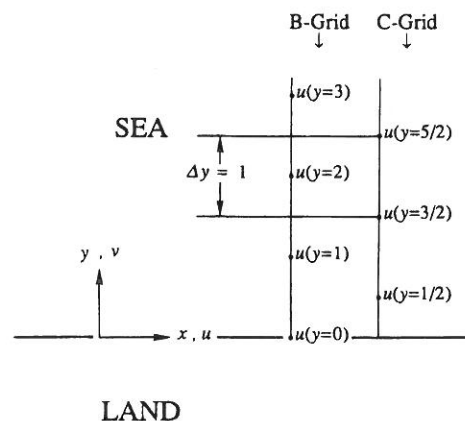 B-Grid C-Grid
↓ ↓
u(y=3)
SEA
u(y=5/2)
Δy = 1
u(y=2)
u(y=3/2)
y , v
u(y=1)
u(y=1/2)
x , u
u(y=0)
LAND